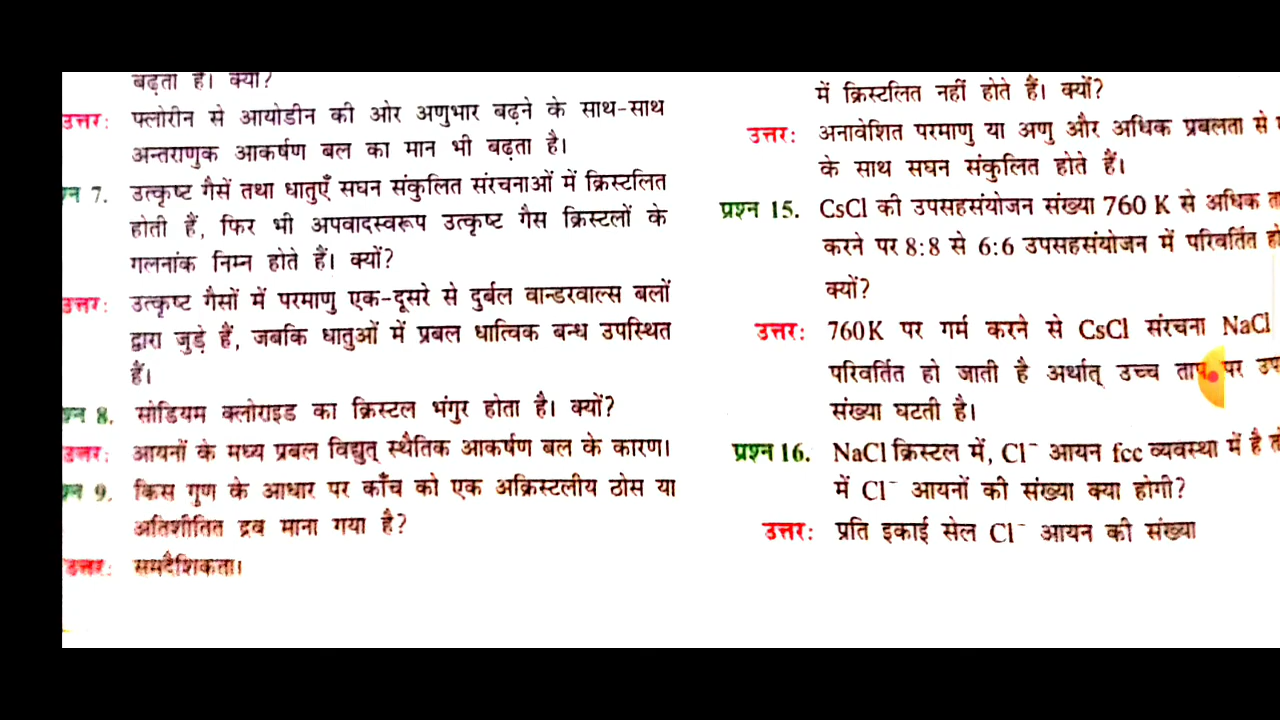 बढ़ता है। क्यों?
उत्तर: फ्लोरीन से आयोडीन की ओर अणुभार बढ़ने के साथ-साथ
अन्तराणुक आकर्षण बल का मान भी बढ़ता है।
7. उत्कृष्ट गैसें तथा धातुएँ सघन संकुलित संरचनाओं में क्रिस्टलित
होती हैं, फिर भी अपवादस्वरूप उत्कृष्ट गैस क्रिस्टलों के
गलनांक निम्न होते हैं। क्यों?
उत्तर: उत्कृष्ट गैसों में परमाणु एक-दूसरे से दुर्बल वान्डरवाल्स बलों
द्वारा जुड़े हैं, जबकि धातुओं में प्रबल धात्विक बन्ध उपस्थित
हैं।
8. सोडियम क्लोराइड का क्रिस्टल भंगुर होता है। क्यों?
उत्तर: आयनों के मध्य प्रबल विद्युत् स्थैतिक आकर्षण बल के कारण।
9. किस गुण के आधार पर काँच को एक अक्रिस्टलीय ठोस या
अतिशीतित द्रव माना गया है?
उत्तर: समदैशिकता।
में क्रिस्टलित नहीं होते हैं। क्यों?
उत्तर: अनावेशित परमाणु या अणु और अधिक प्रबलता से
के साथ सघन संकुलित होते हैं।
प्रश्न 15. CsCl की उपसहसंयोजन संख्या 760 K से अधिक
करने पर 8:8 से 6:6 उपसहसंयोजन में परिवर्तित
क्यों?
उत्तर: 760K पर गर्म करने से CsCl संरचना NaCl
परिवर्तित हो जाती है अर्थात् उच्च ताप पर
संख्या घटती है।
प्रश्न 16. NaCl क्रिस्टल में, Cl⁻ आयन fcc व्यवस्था में है
में Cl⁻ आयनों की संख्या क्या होगी?
उत्तर: प्रति इकाई सेल Cl⁻ आयन की संख्या